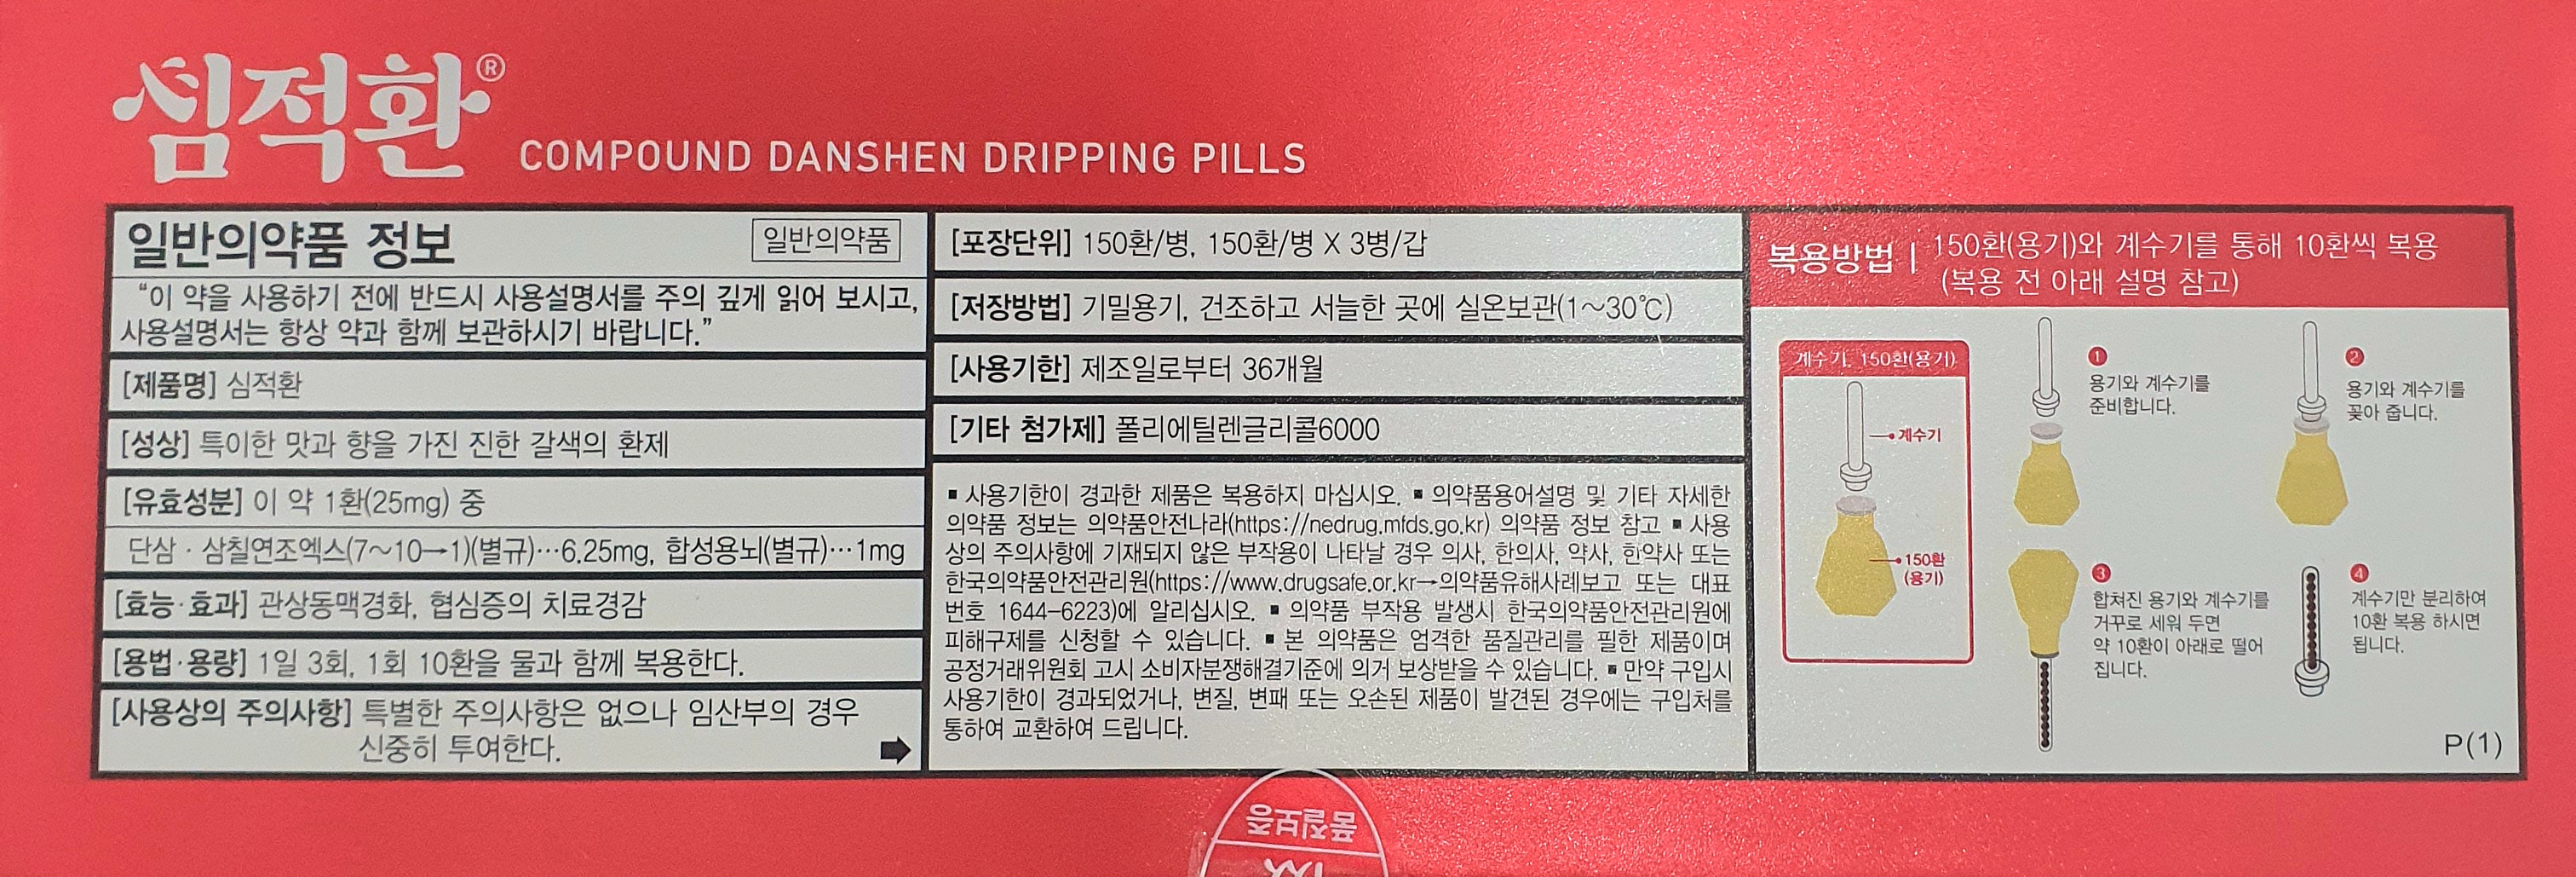 심적환®
COMPOUND DANSHEN DRIPPING PILLS
일반의약품 정보
일반의약품
“이 약을 사용하기 전에 반드시 사용설명서를 주의 깊게 읽어 보시고,
사용설명서는 항상 약과 함께 보관하시기 바랍니다.”
[제품명] 심적환
[성상] 특이한 맛과 향을 가진 진한 갈색의 환제
[유효성분] 이 약 1환(25mg) 중
단삼 · 삼칠연조엑스(7～10→1)(별규)…6.25mg, 합성용뇌(별규)…1mg
[효능·효과] 관상동맥경화, 협심증의 치료경감
[용법·용량] 1일 3회, 1회 10환을 물과 함께 복용한다.
[사용상의 주의사항] 특별한 주의사항은 없으나 임산부의 경우
신중히 투여한다.
[포장단위] 150환/병, 150환/병 X 3병/갑
[저장방법] 기밀용기, 건조하고 서늘한 곳에 실온보관(1～30℃)
[사용기한] 제조일로부터 36개월
[기타 첨가제] 폴리에틸렌글리콜6000
▪ 사용기한이 경과한 제품은 복용하지 마십시오. ▪ 의약품용어설명 및 기타 자세한
의약품 정보는 의약품안전나라(https://nedrug.mfds.go.kr) 의약품 정보 참고 ▪ 사용
상의 주의사항에 기재되지 않은 부작용이 나타날 경우 의사, 한의사, 약사, 한약사 또는
한국의약품안전관리원(https://www.drugsafe.or.kr→의약품유해사례보고 또는 대표
번호 1644-6223)에 알리십시오. ▪ 의약품 부작용 발생시 한국의약품안전관리원에
피해구제를 신청할 수 있습니다. ▪ 본 의약품은 엄격한 품질관리를 필한 제품이며
공정거래위원회 고시 소비자분쟁해결기준에 의거 보상받을 수 있습니다. ▪ 만약 구입시
사용기한이 경과되었거나, 변질, 변패 또는 오손된 제품이 발견된 경우에는 구입처를
통하여 교환하여 드립니다.
복용방법 | 150환(용기)와 계수기를 통해 10환씩 복용
(복용 전 아래 설명 참고)
계수기, 150환(용기)
계수기
150환
(용기)
1
용기와 계수기를
준비합니다.
2
용기와 계수기를
꽂아 줍니다.
3
합쳐진 용기와 계수기를
거꾸로 세워 두면
약 10환이 아래로 떨어
집니다.
4
계수기만 분리하여
10환 복용 하시면
됩니다.
P(1)
품질보증